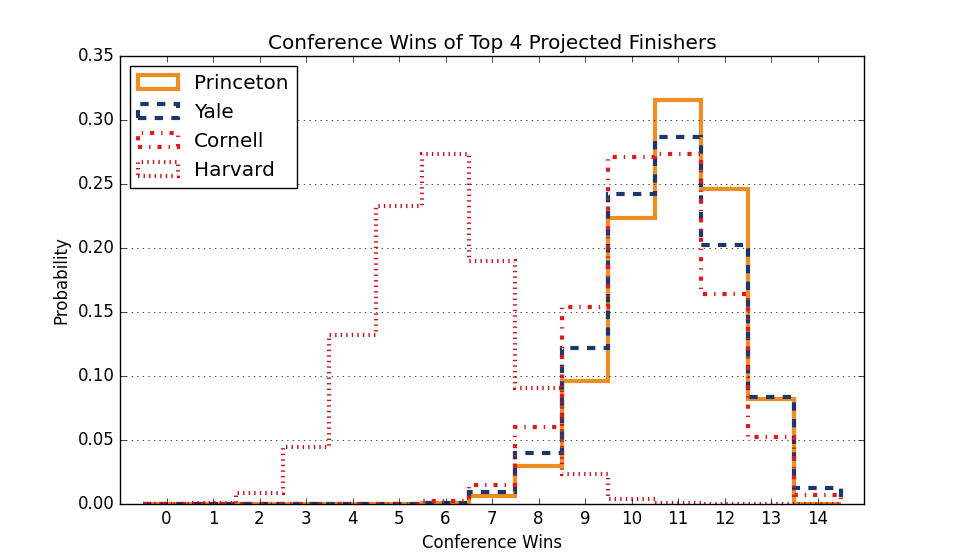 Conference Wins of Top 4 Projected Finishers
Princeton
Yale
Cornell
Harvard
0.35
0.30
0.25
0.20
0.15
0.10
0.05
0.00
Probability
0 1 2 3 4 5 6 7 8 9 10 11 12 13 14
Conference Wins